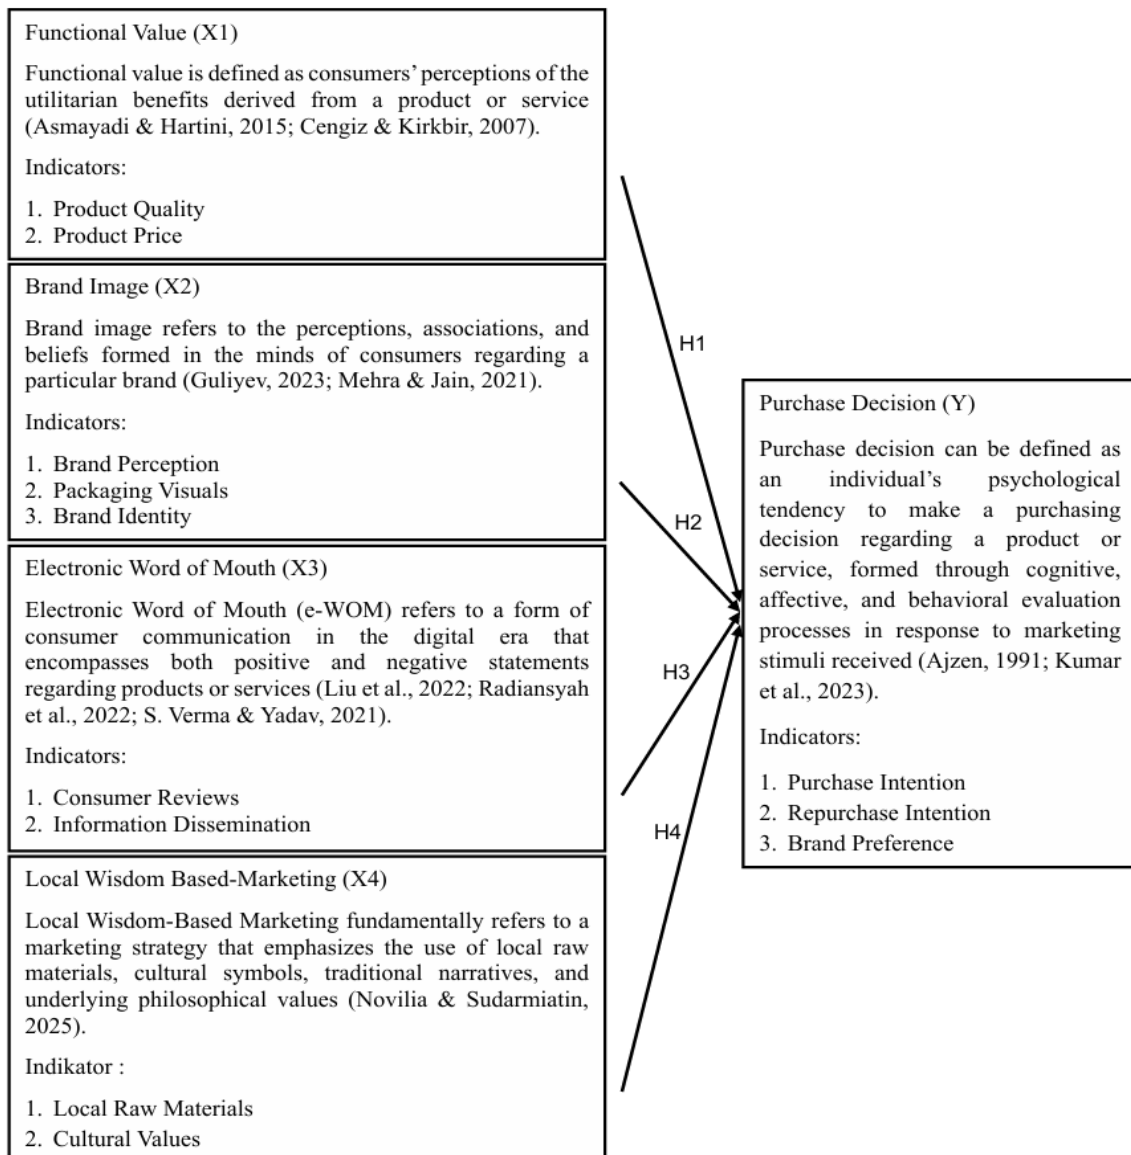 Functional Value (X1)
Functional value is defined as consumers' perceptions of the
utilitarian benefits derived from a product or service
(Asmayadi & Hartini, 2015; Cengiz & Kirkbir, 2007).
Indicators:
1. Product Quality
2. Product Price
Brand Image (X2)
Brand image refers to the perceptions, associations, and
beliefs formed in the minds of consumers regarding a
particular brand (Guliyev, 2023; Mehra & Jain, 2021).
Indicators:
1. Brand Perception
2. Packaging Visuals
3. Brand Identity
Electronic Word of Mouth (X3)
Electronic Word of Mouth (e-WOM) refers to a form of
consumer communication in the digital era that
encompasses both positive and negative statements
regarding products or services (Liu et al., 2022; Radiansyah
et al., 2022; S. Verma & Yadav, 2021).
Indicators:
1. Consumer Reviews
2. Information Dissemination
Local Wisdom Based-Marketing (X4)
Local Wisdom-Based Marketing fundamentally refers to a
marketing strategy that emphasizes the use of local raw
materials, cultural symbols, traditional narratives, and
underlying philosophical values (Novilia & Sudarmiatin,
2025).
Indikator :
1. Local Raw Materials
2. Cultural Values
H1
H2
H3
H4
Purchase Decision (Y)
Purchase decision can be defined as
an individual's psychological
tendency to make a purchasing
decision regarding a product or
service, formed through cognitive,
affective, and behavioral evaluation
processes in response to marketing
stimuli received (Ajzen, 1991; Kumar
et al., 2023).
Indicators:
1. Purchase Intention
2. Repurchase Intention
3. Brand Preference